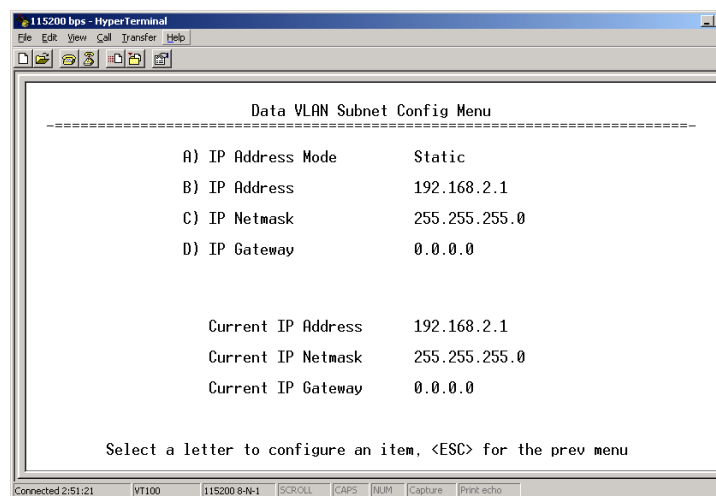 115200 bps - HyperTerminal
File Edit View Call Transfer Help
Data VLAN Subnet Config Menu
-==========================================================================-
A) IP Address Mode Static
B) IP Address 192.168.2.1
C) IP Netmask 255.255.255.0
D) IP Gateway 0.0.0.0
Current IP Address 192.168.2.1
Current IP Netmask 255.255.255.0
Current IP Gateway 0.0.0.0
Select a letter to configure an item, <ESC> for the prev menu
Connected 2:51:21 VT100 115200 8-N-1 SCROLL CAPS NUM Capture Print echo